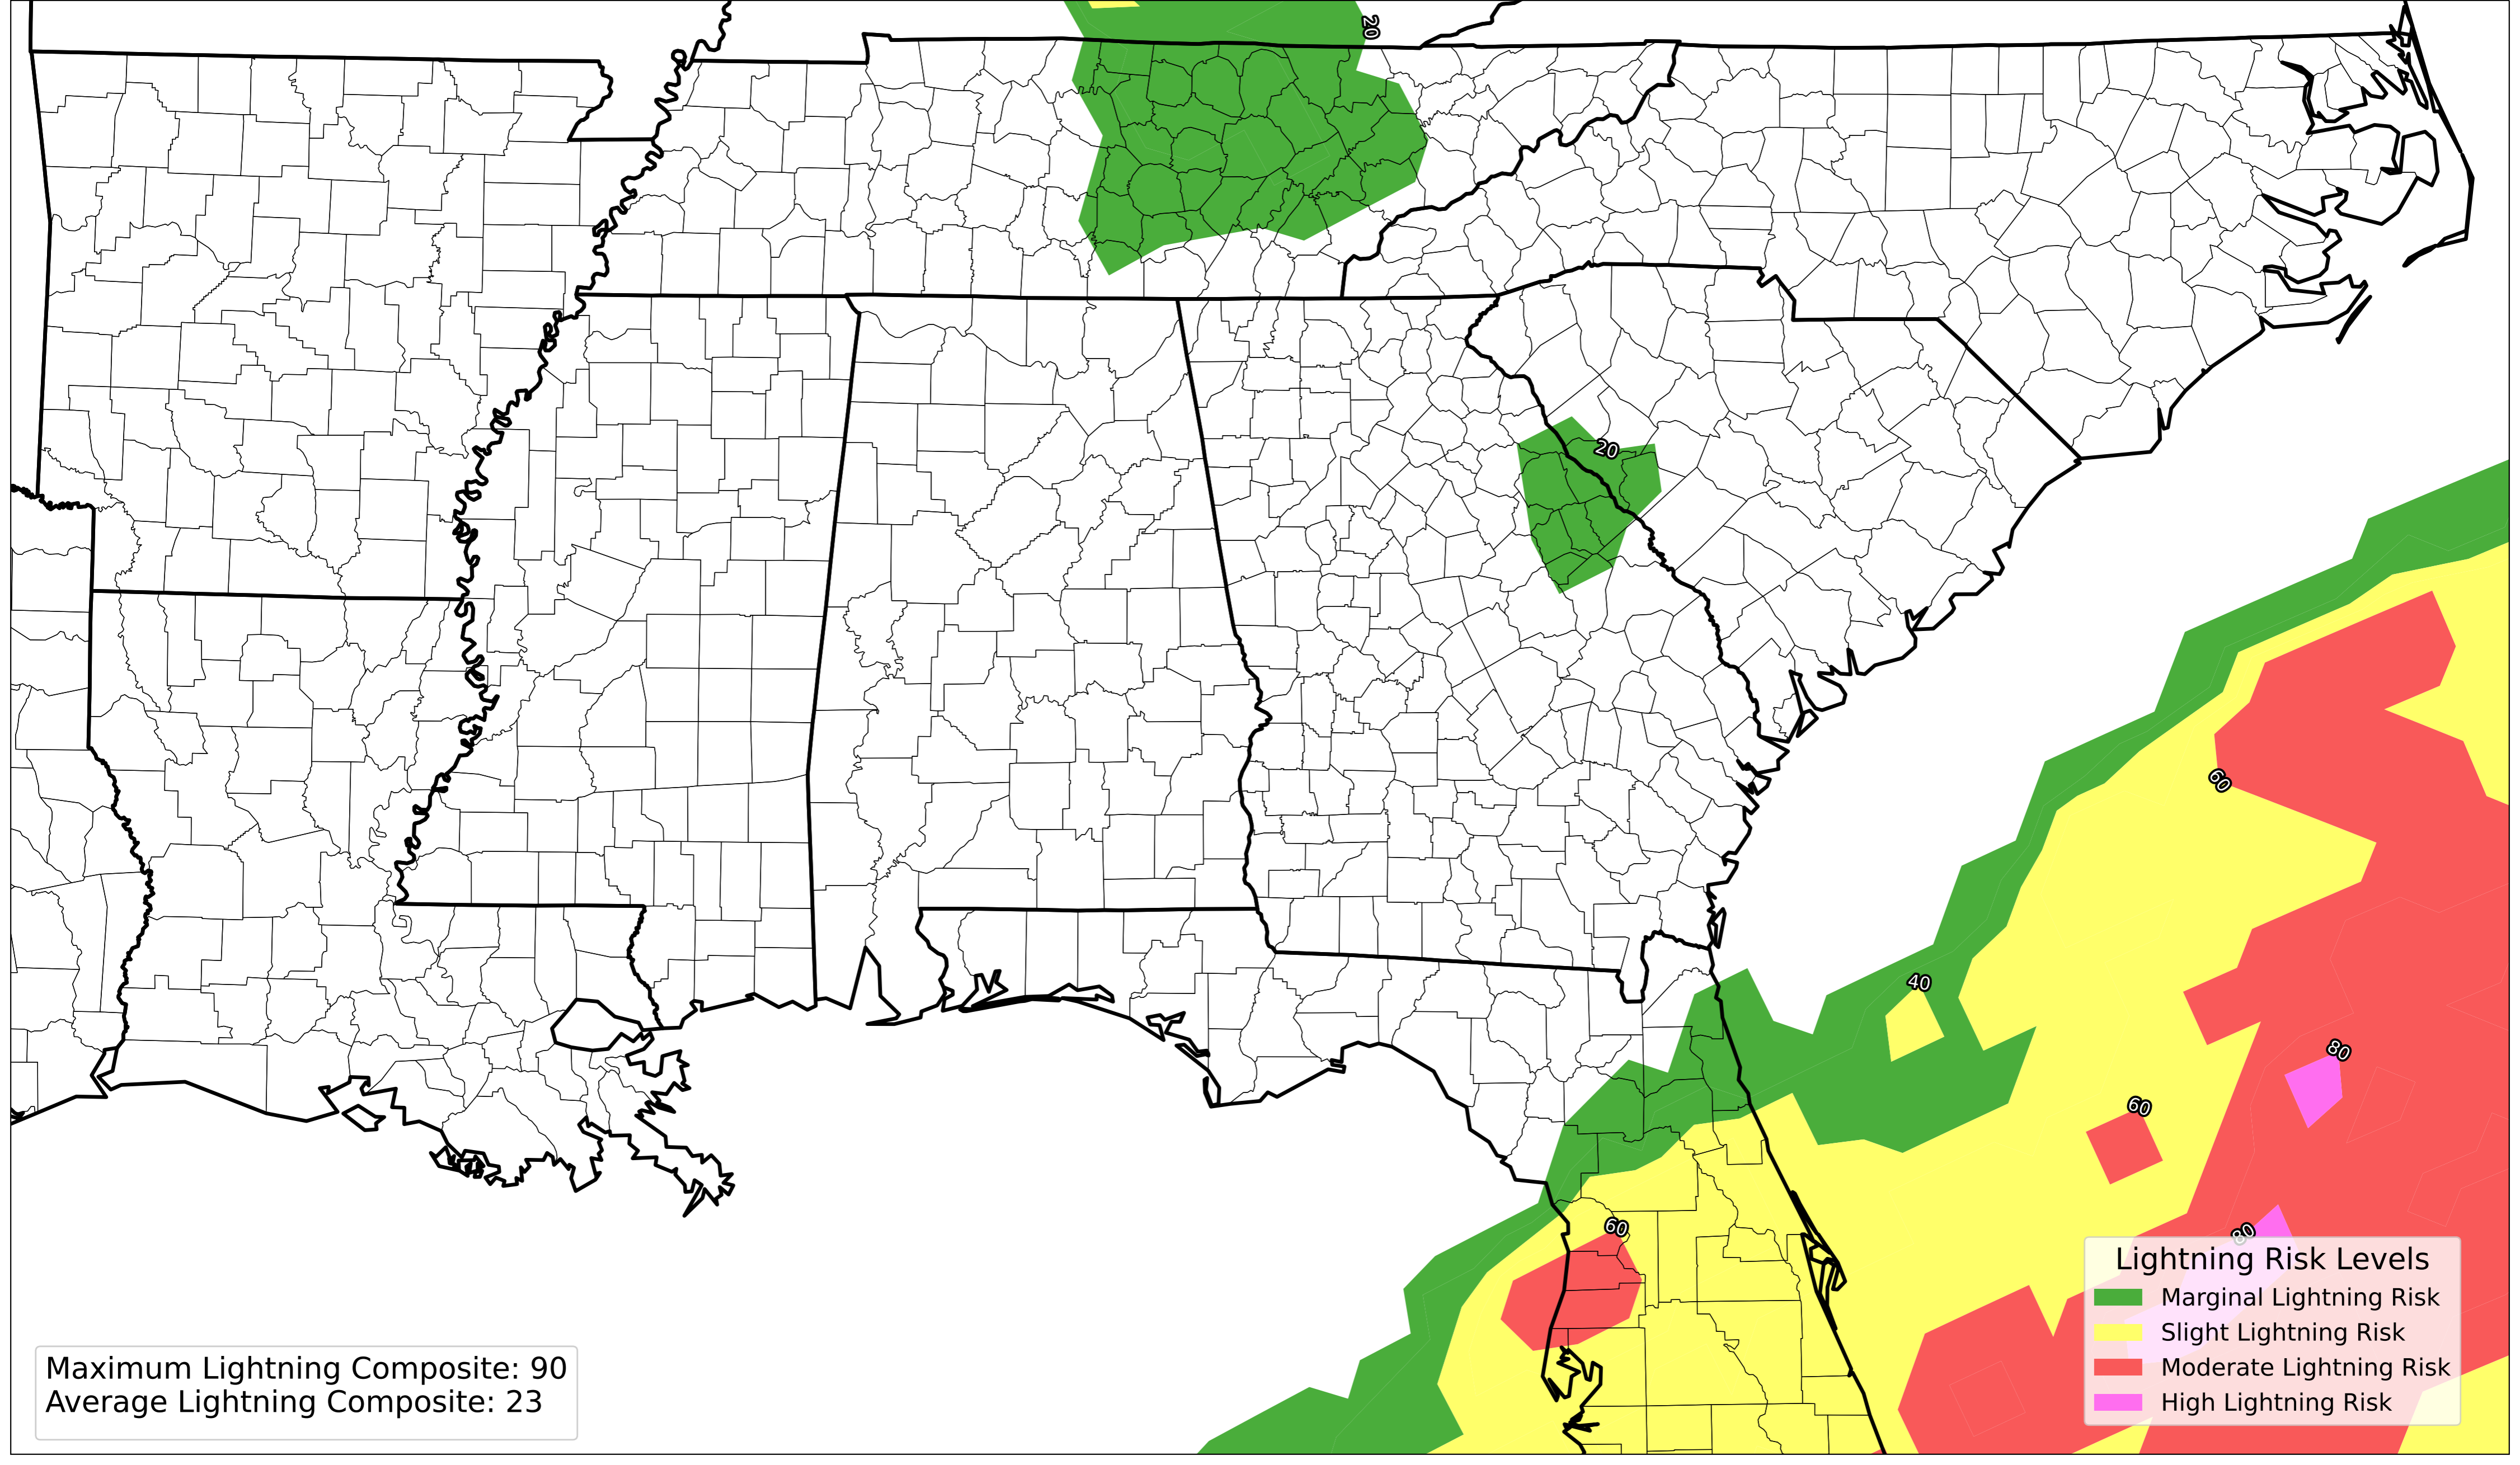 20
20
60
40
80
60
60
80
Lightning Risk Levels
Marginal Lightning Risk
Slight Lightning Risk
Moderate Lightning Risk
High Lightning Risk
Maximum Lightning Composite: 90
Average Lightning Composite: 23